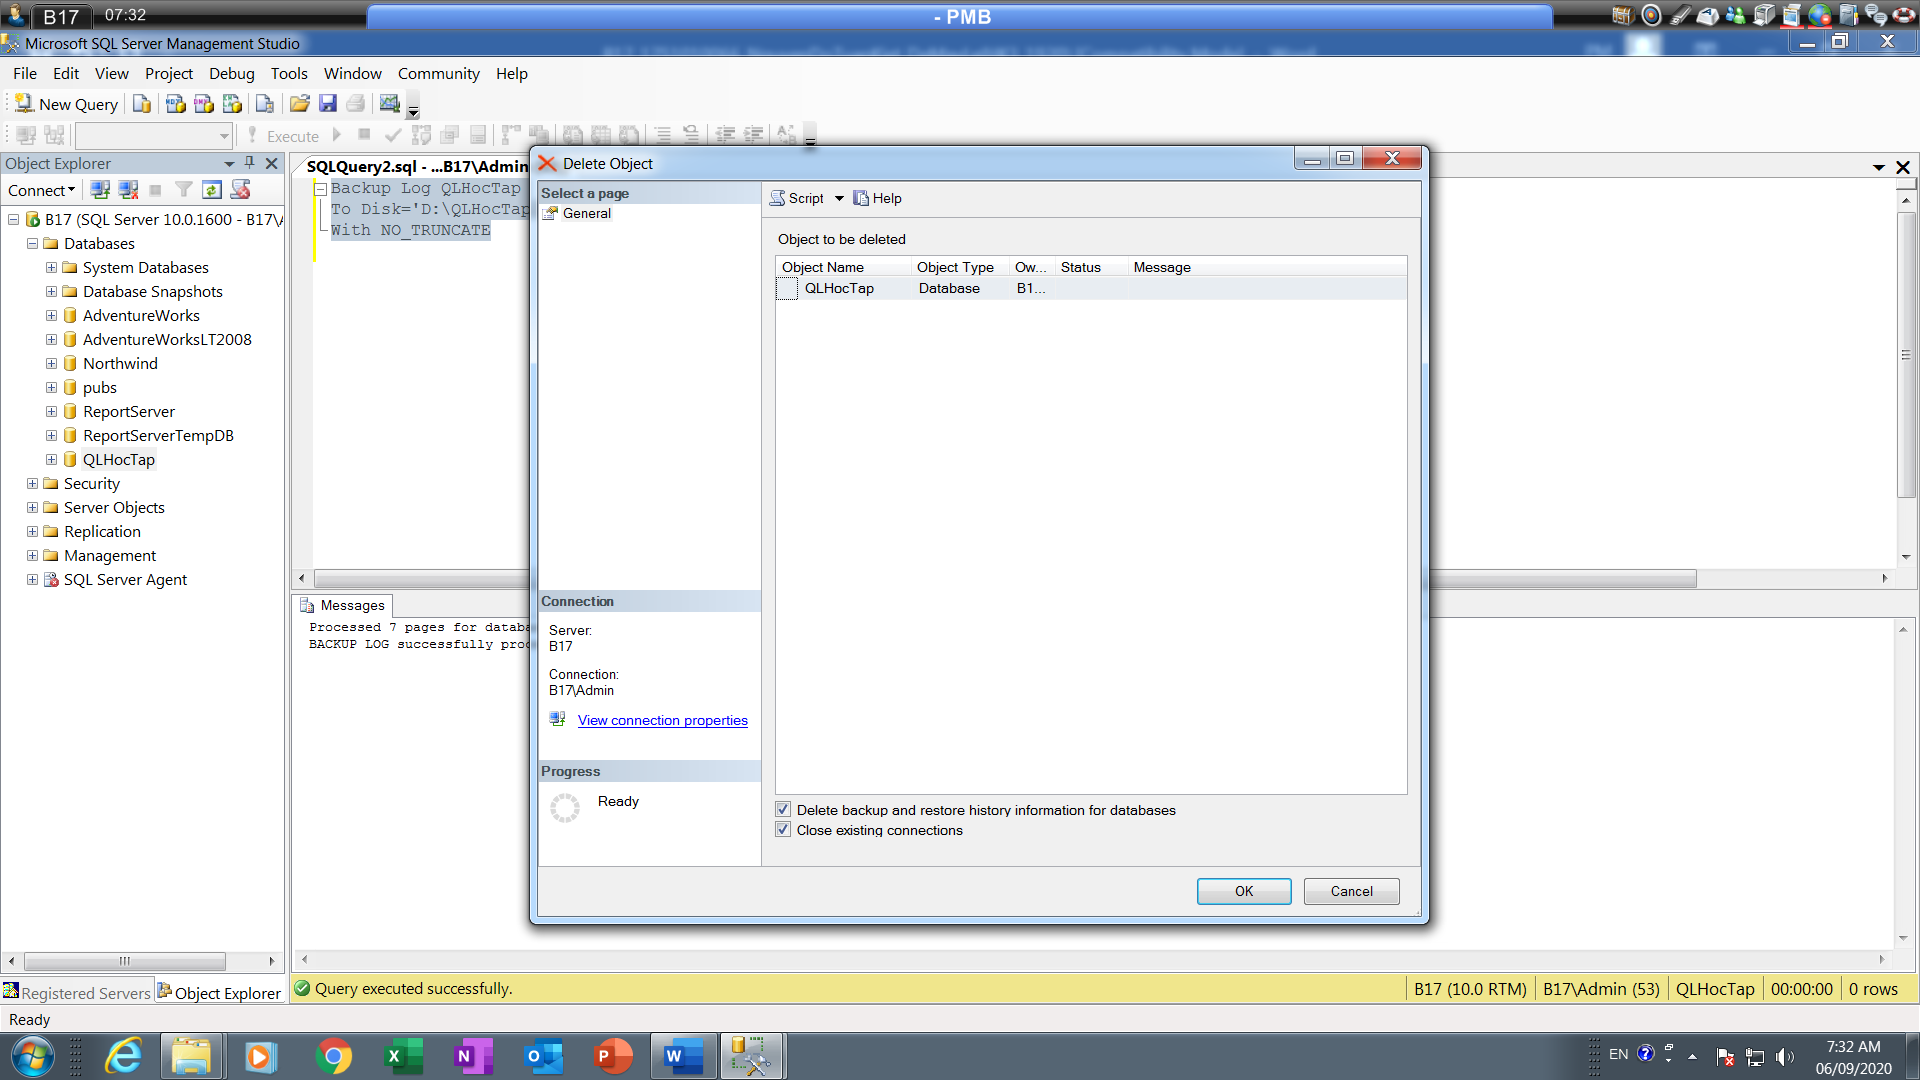 B17 07:32
- PMB
Microsoft SQL Server Management Studio
File Edit View Project Debug Tools Window Community Help
New Query
Execute
Object Explorer
Connect
B17 (SQL Server 10.0.1600 - B17\A
Databases
System Databases
Database Snapshots
AdventureWorks
AdventureWorksLT2008
Northwind
pubs
ReportServer
ReportServerTempDB
QLHocTap
Security
Server Objects
Replication
Management
SQL Server Agent
Registered Servers Object Explorer
SQLQuery2.sql - ...B17\Admin
Backup Log QLHocTap
To Disk='D:\QLHocTap
With NO_TRUNCATE
Messages
Processed 7 pages for databa
BACKUP LOG successfully proc
Delete Object
Select a page
General
Script Help
Object to be deleted
Object Name Object Type Ow... Status Message
QLHocTap Database B1...
Connection
Server:
B17
Connection:
B17\Admin
View connection properties
Progress
Ready
Delete backup and restore history information for databases
Close existing connections
OK Cancel
Query executed successfully.
B17 (10.0 RTM) B17\Admin (53) QLHocTap 00:00:00 0 rows
Ready
EN
7:32 AM
06/09/2020